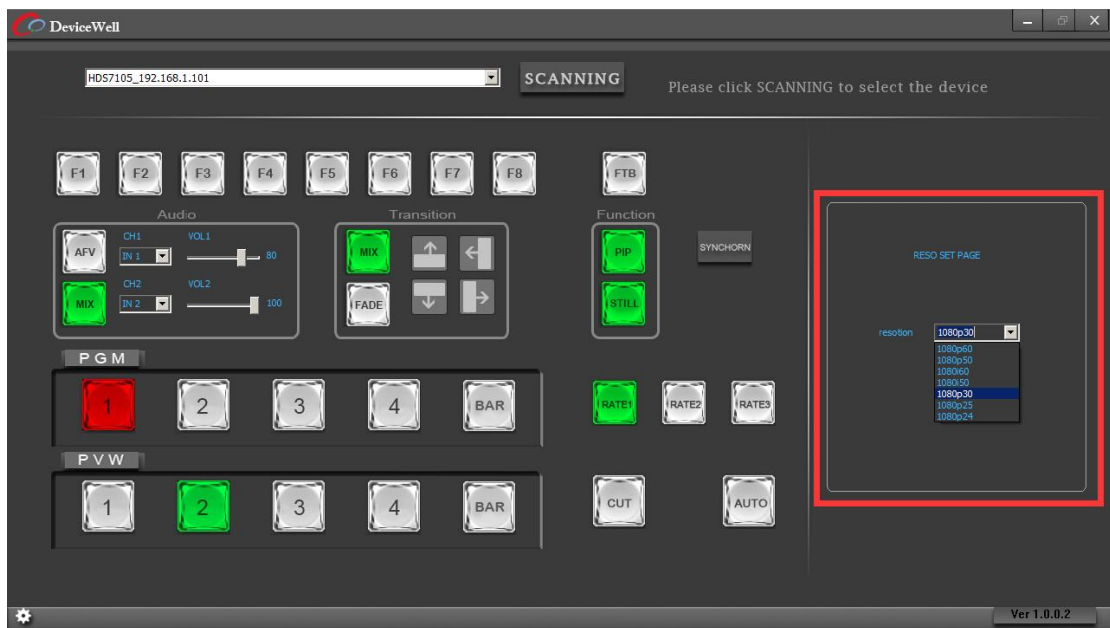 DeviceWell
HDS7105_192.168.1.101
SCANNING
Please click SCANNING to select the device
F1 F2 F3 F4 F5 F6 F7 F8 FTB
Audio
AFV
CH1 VOL1
IN 1 80
MIX
CH2 VOL2
IN 2 100
Transition
MIX
FADE
Function
PIP
STILL
SYNCHORN
PGM
1 2 3 4 BAR
RATE1 RATE2 RATE3
PVW
1 2 3 4 BAR
CUT AUTO
RESO SET PAGE
resotion 1080p30
1080p60
1080p50
1080i60
1080i50
1080p30
1080p25
1080p24
Ver 1.0.0.2